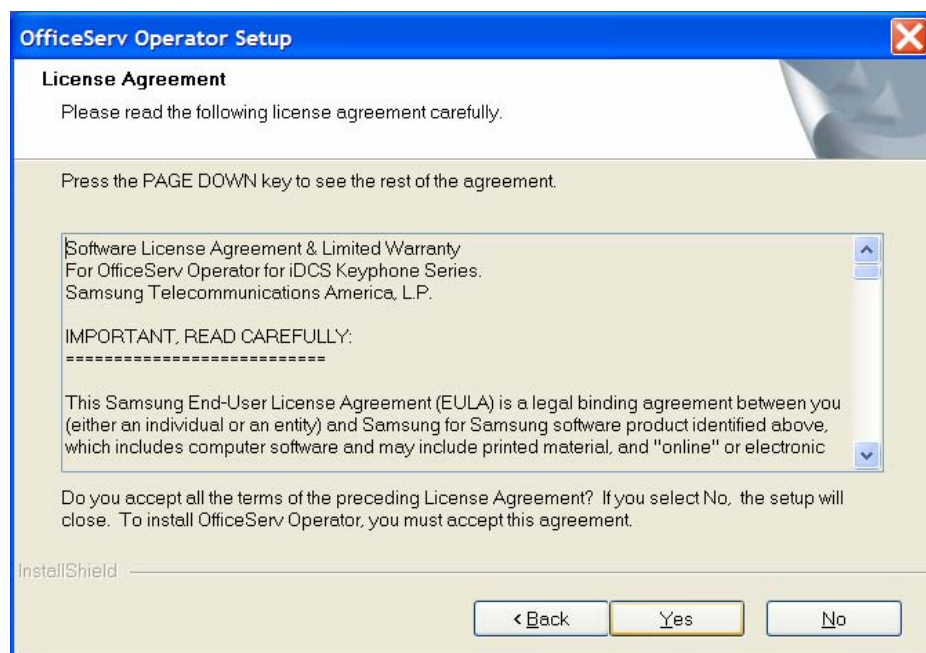 OfficeServ Operator Setup
License Agreement
Please read the following license agreement carefully.
Press the PAGE DOWN key to see the rest of the agreement.
Software License Agreement & Limited Warranty
For OfficeServ Operator for iDCS Keyphone Series.
Samsung Telecommunications America, L.P.
IMPORTANT, READ CAREFULLY:
===========================
This Samsung End-User License Agreement (EULA) is a legal binding agreement between you
(either an individual or an entity) and Samsung for Samsung software product identified above,
which includes computer software and may include printed material, and "online" or electronic
Do you accept all the terms of the preceding License Agreement? If you select No, the setup will
close. To install OfficeServ Operator, you must accept this agreement.
InstallShield
< Back Yes No